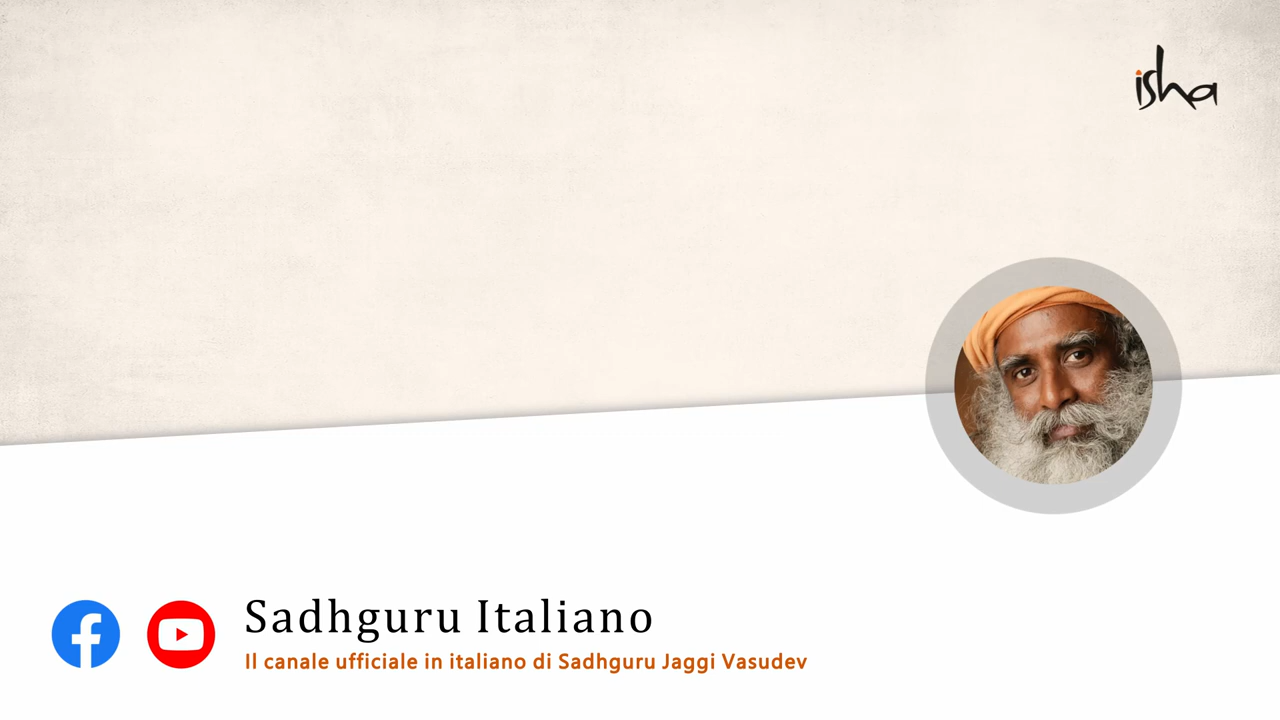 isha
Sadhguru Italiano
Il canale ufficiale in italiano di Sadhguru Jaggi Vasudev